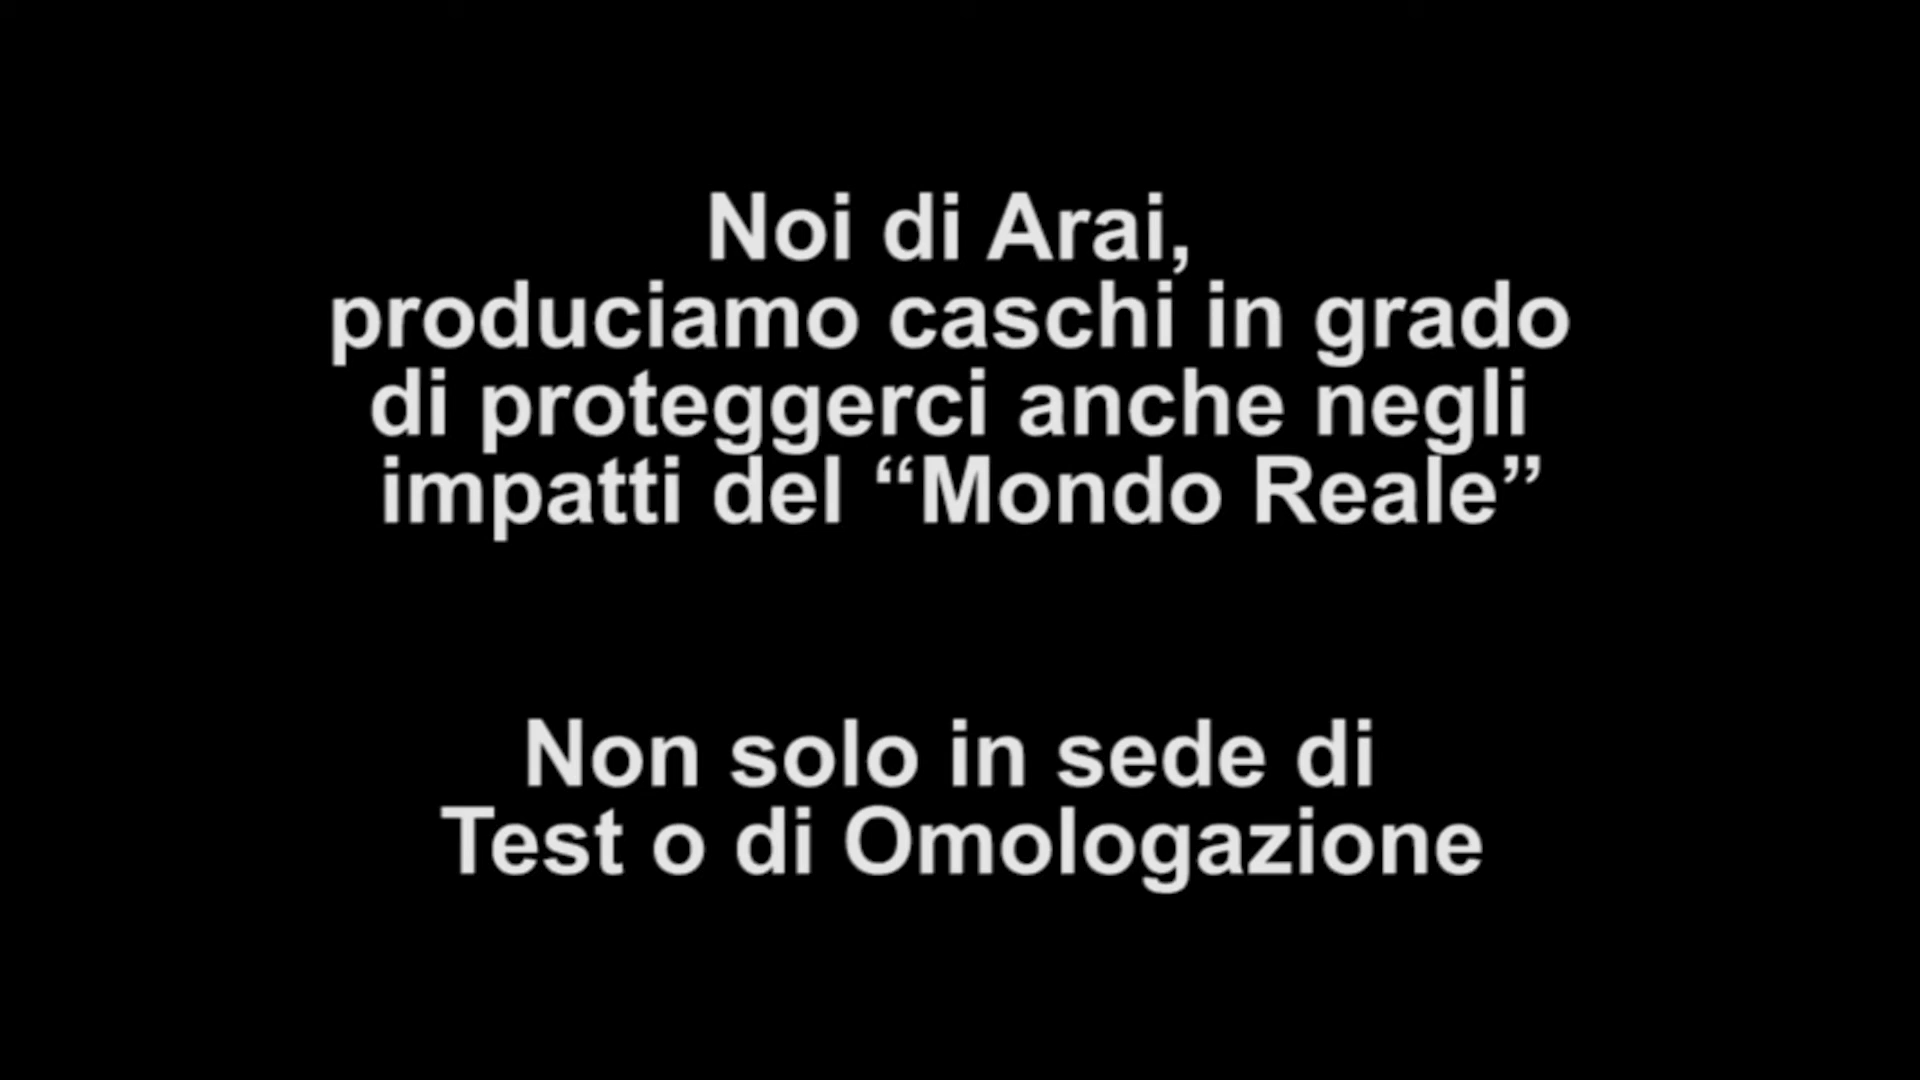 Noi di Arai,
produciamo caschi in grado
di proteggerci anche negli
impatti del “Mondo Reale”
Non solo in sede di
Test o di Omologazione